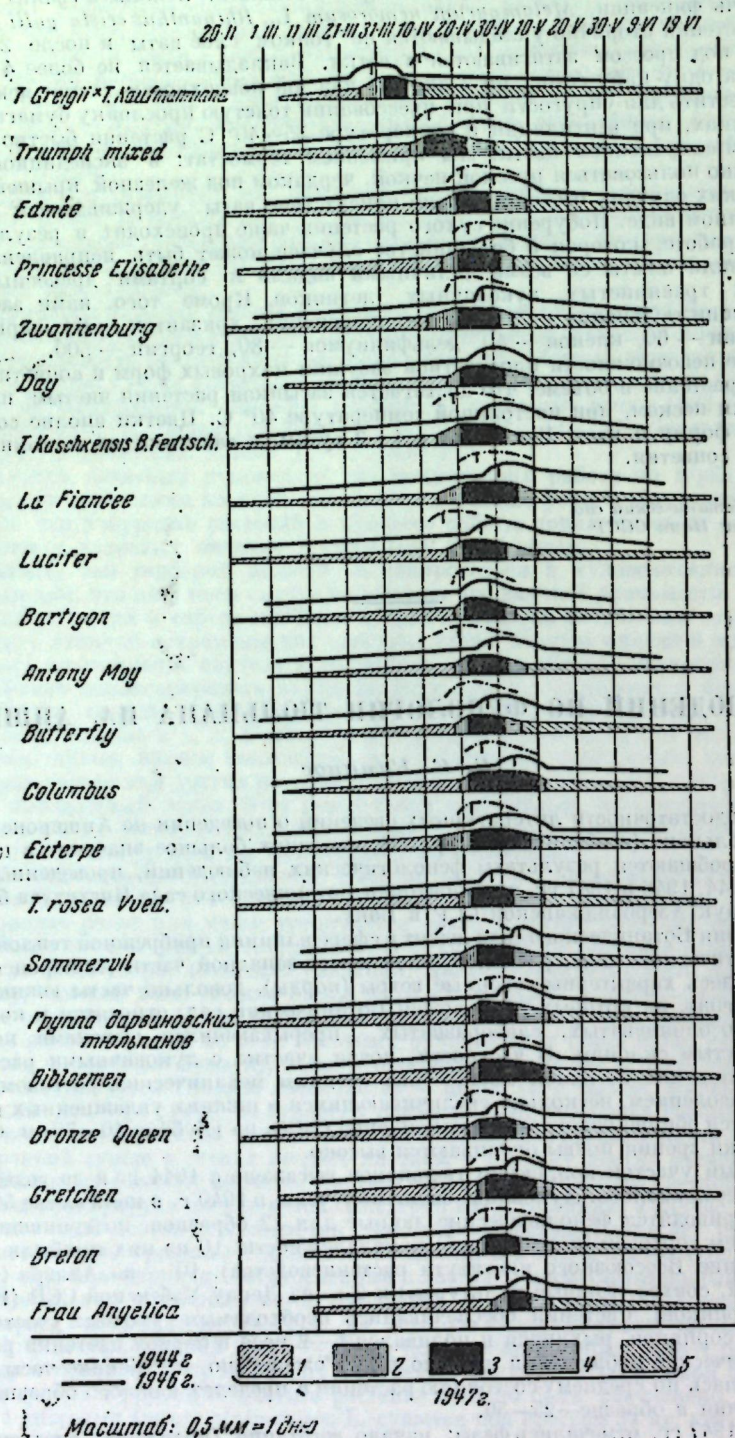 20·II 1·III 11·III 21·III 31·III 10·IV 20·IV 30·IV 10·V 20·V 30·V 9·VI 19·VI
T Greigii × T. Kaufmanniana
Triumph mixed
Edmée
Princesse Elisabethe
Zwannenburg
Day
T. Kuschkensis B. Fedtsch.
La Fiancee
Lucifer
Bartigon
Antony Moy
Butterfly
Columbus
Euterpe
T. rosea Vved.
Sommervil
Группа дарвиновских
тюльпанов
Bibloemen
Bronze Queen
Gretchen
Breton
Frau Angelica
1944 г
1946 г.
1 2 3 4 5
1947 г.
Масштаб: 0,5 мм = 1 дню